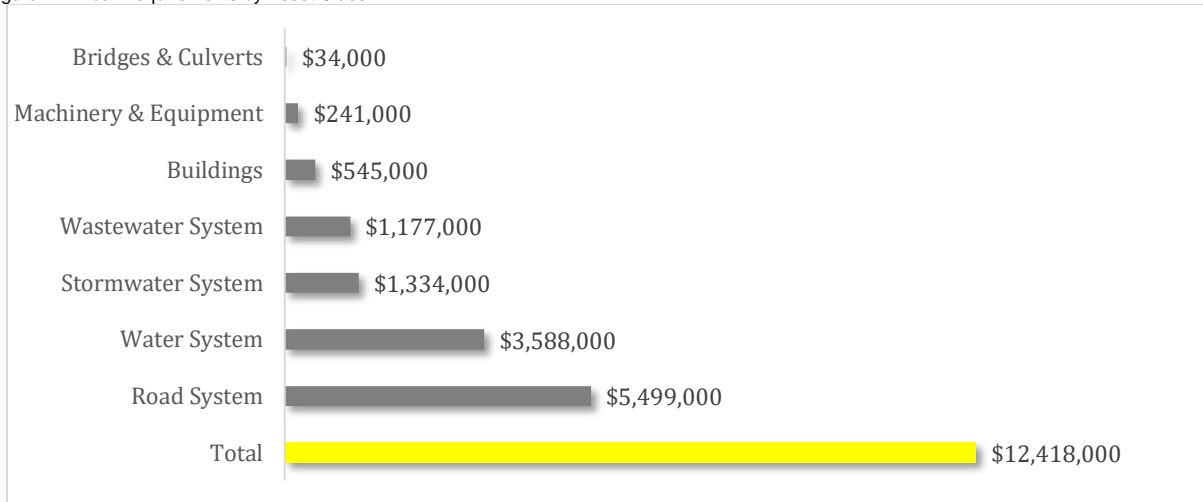 Bridges & Culverts $34,000
Machinery & Equipment $241,000
Buildings $545,000
Wastewater System $1,177,000
Stormwater System $1,334,000
Water System $3,588,000
Road System $5,499,000
Total $12,418,000